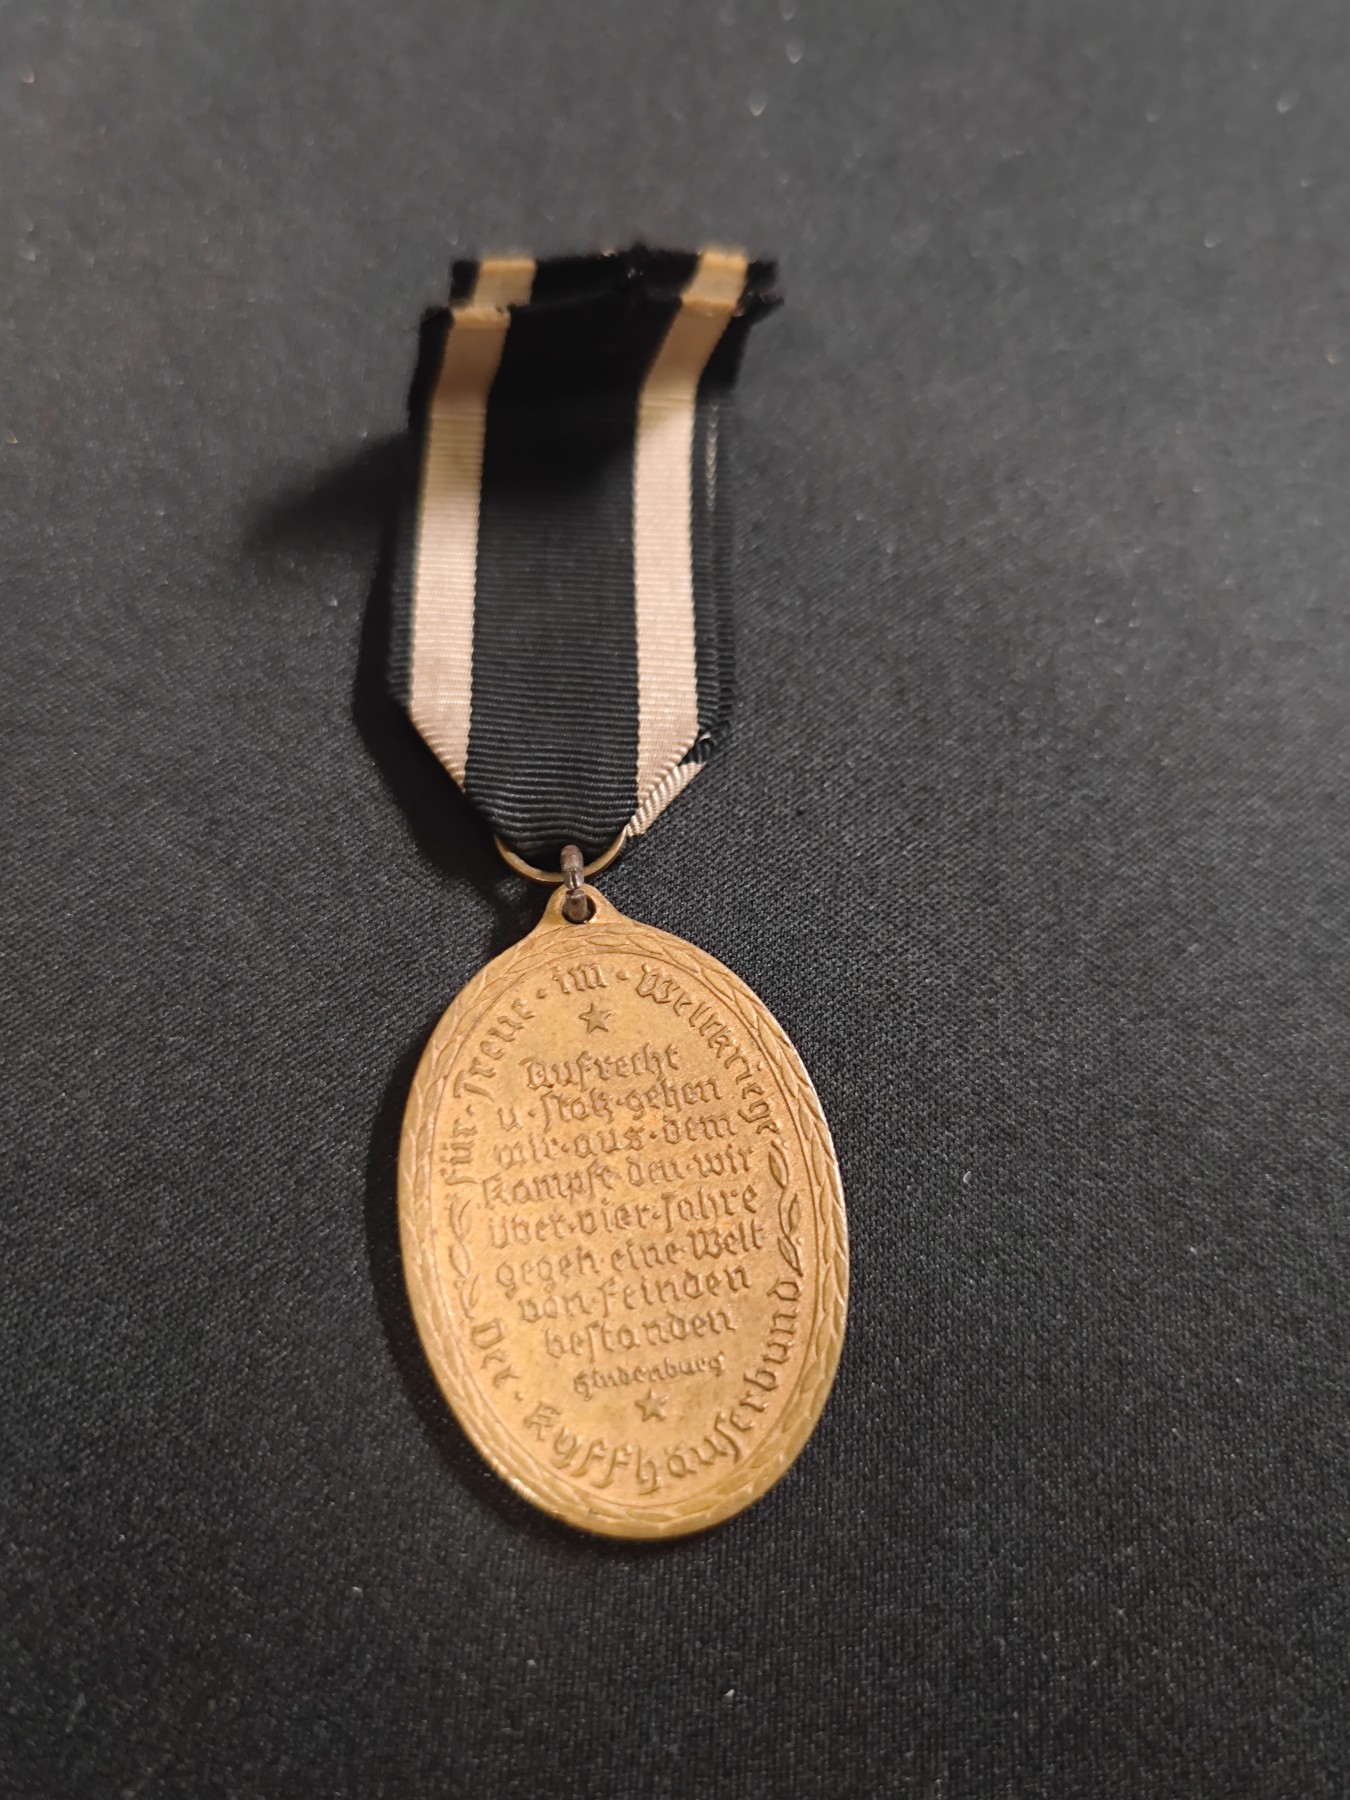 für · Treue · im · Weltkriege
Aufrecht
u · stolz · gehen
wir · aus · dem
Kampfe · den · wir
über · vier · Jahre
gegen · eine · Welt
von · Feinden
bestanden
Hindenburg
Der · Kyffhäuserbund